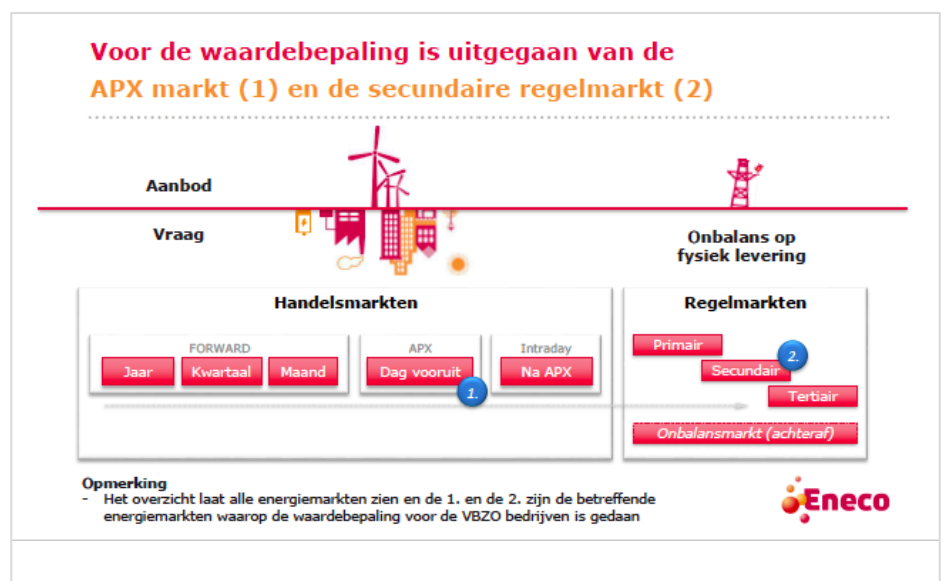 Voor de waardebepaling is uitgegaan van de
APX markt (1) en de secundaire regelmarkt (2)
Aanbod
Vraag
Onbalans op
fysiek levering
Handelsmarkten
FORWARD
Jaar
Kwartaal
Maand
APX
Dag vooruit
1.
Intraday
Na APX
Regelmarkten
Primair
2.
Secundair
Tertiair
Onbalansmarkt (achteraf)
Opmerking
- Het overzicht laat alle energiemarkten zien en de 1. en de 2. zijn de betreffende
energiemarkten waarop de waardebepaling voor de VBZO bedrijven is gedaan
Eneco